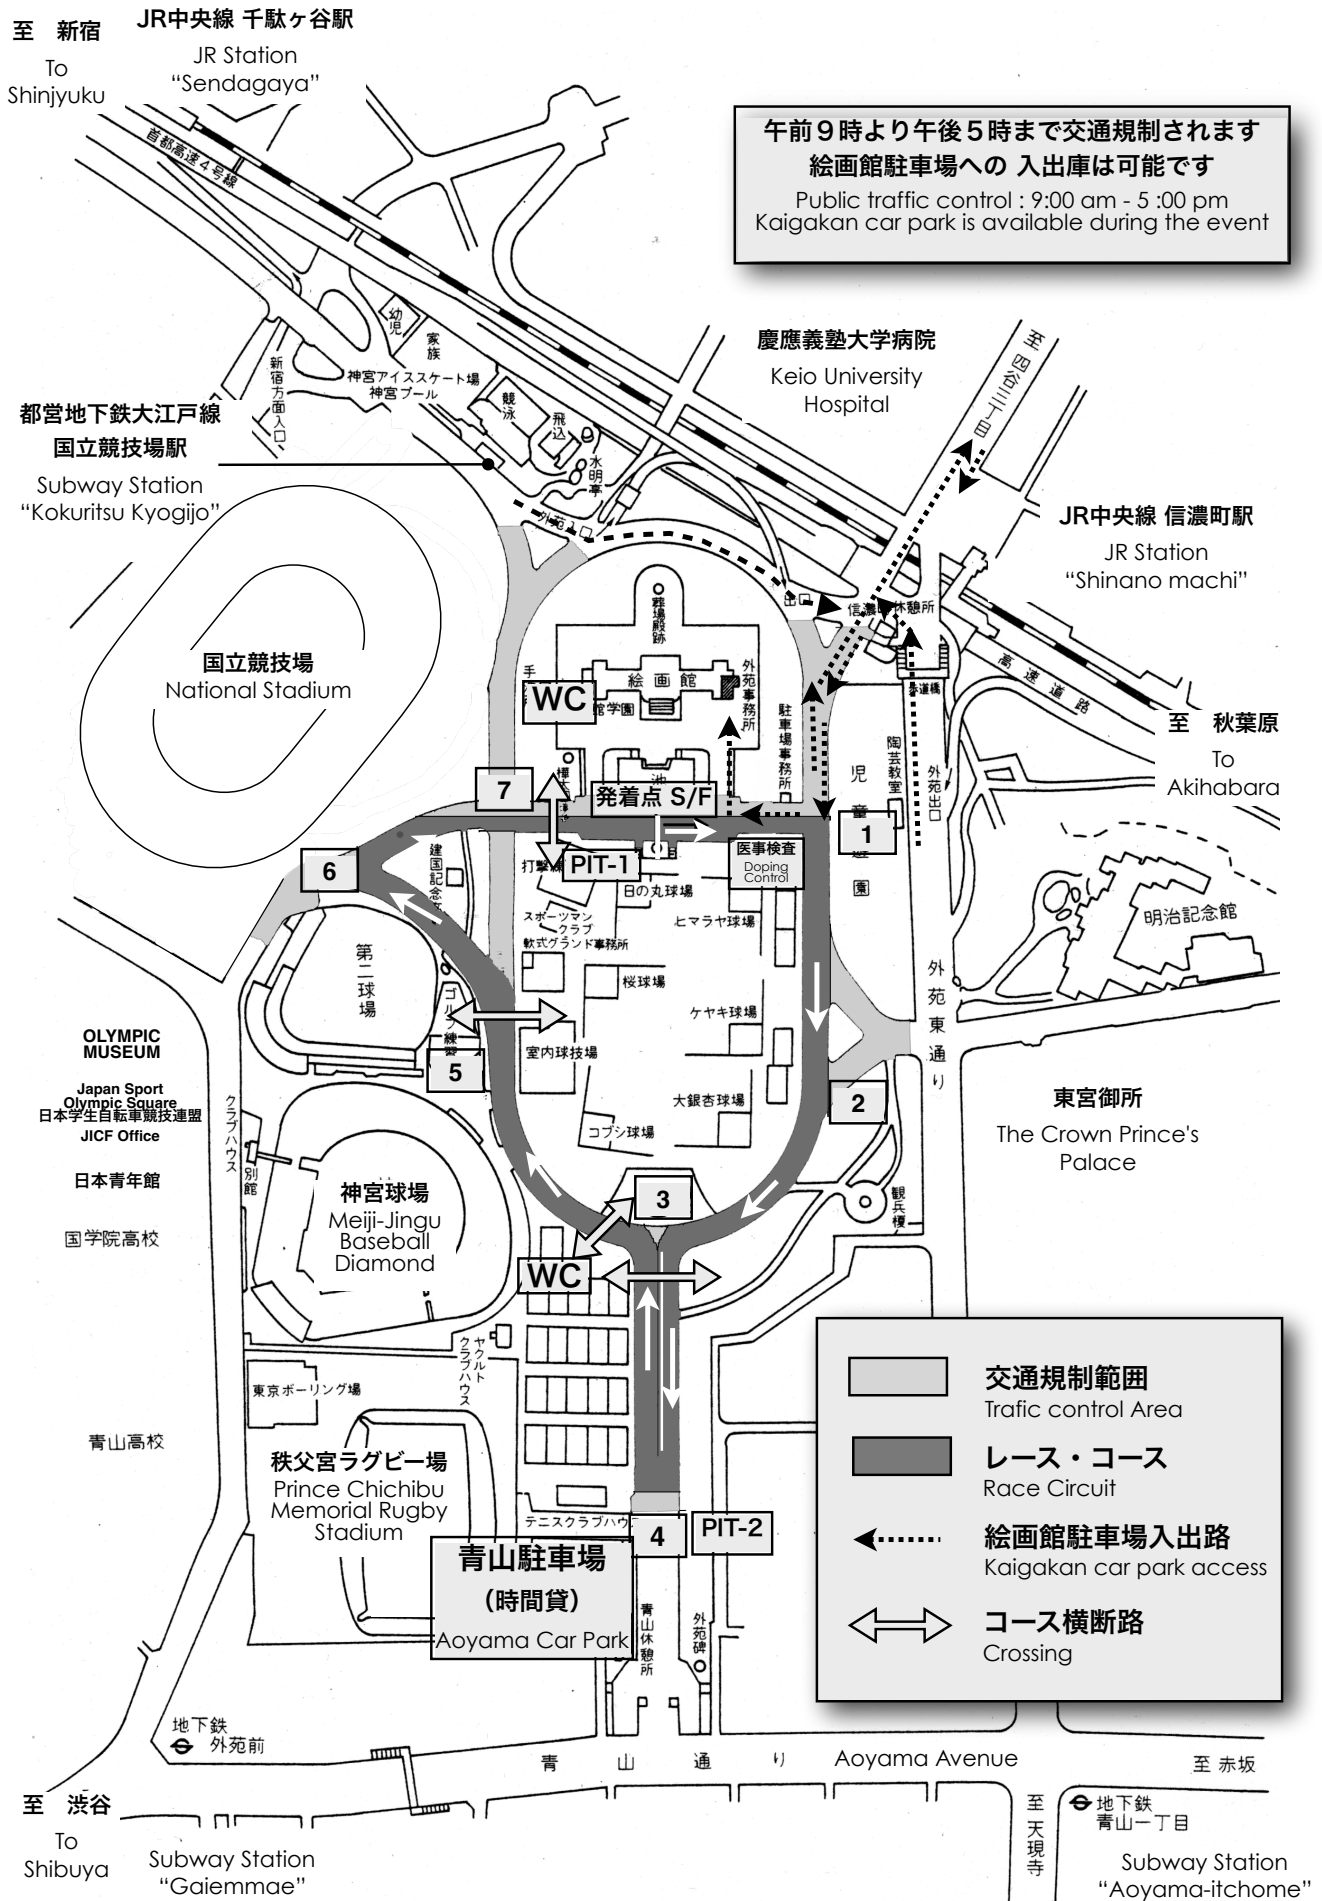 至 新宿
To
Shinjyuku
JR中央線 千駄ヶ谷駅
JR Station
“Sendagaya”
首都高速4号線
午前9時より午後5時まで交通規制されます
絵画館駐車場への 入出庫は可能です
Public traffic control : 9:00 am - 5 :00 pm
Kaigakan car park is available during the event
幼児
家族
神宮アイススケート場
神宮プール
新宿方面入口
競泳
飛込
水明亭
外苑入口
慶應義塾大学病院
Keio University
Hospital
至 四谷三丁目
都営地下鉄大江戸線
国立競技場駅
Subway Station
“Kokuritsu Kyogijo”
JR中央線 信濃町駅
JR Station
“Shinano machi”
出口
信濃町休憩所
葬場殿跡
国立競技場
National Stadium
絵画館
外苑事務所
WC
館学園
歩道橋
高速道路
至 秋葉原
To
Akihabara
駐車場事務所
陶芸教室
外苑出口
池
7
発着点 S/F
児童遊園
1
6
建国記念
打撃練
PIT-1
医事検査
Doping
Control
日の丸球場
スポーツマン
クラブ
軟式グランド事務所
ヒマラヤ球場
明治記念館
第二球場
桜球場
ゴルフ練習
ケヤキ球場
外苑東通り
室内球技場
5
OLYMPIC
MUSEUM
Japan Sport
Olympic Square
日本学生自転車競技連盟
JICF Office
日本青年館
国学院高校
クラブハウス
別館
大銀杏球場
2
コブシ球場
東宮御所
The Crown Prince's
Palace
神宮球場
Meiji-Jingu
Baseball
Diamond
3
観兵榎
WC
ヤクルト
クラブハウス
東京ボーリング場
青山高校
秩父宮ラグビー場
Prince Chichibu
Memorial Rugby
Stadium
テニスクラブハウ
4
PIT-2
青山駐車場
（時間貸）
Aoyama Car Park
青山休憩所
外苑碑
交通規制範囲
Trafic control Area
レース・コース
Race Circuit
絵画館駐車場入出路
Kaigakan car park access
コース横断路
Crossing
地下鉄
外苑前
青山通り Aoyama Avenue
至 赤坂
至 渋谷
To
Shibuya
Subway Station
“Gaiemmae”
至 天現寺
地下鉄
青山一丁目
Subway Station
“Aoyama-itchome”